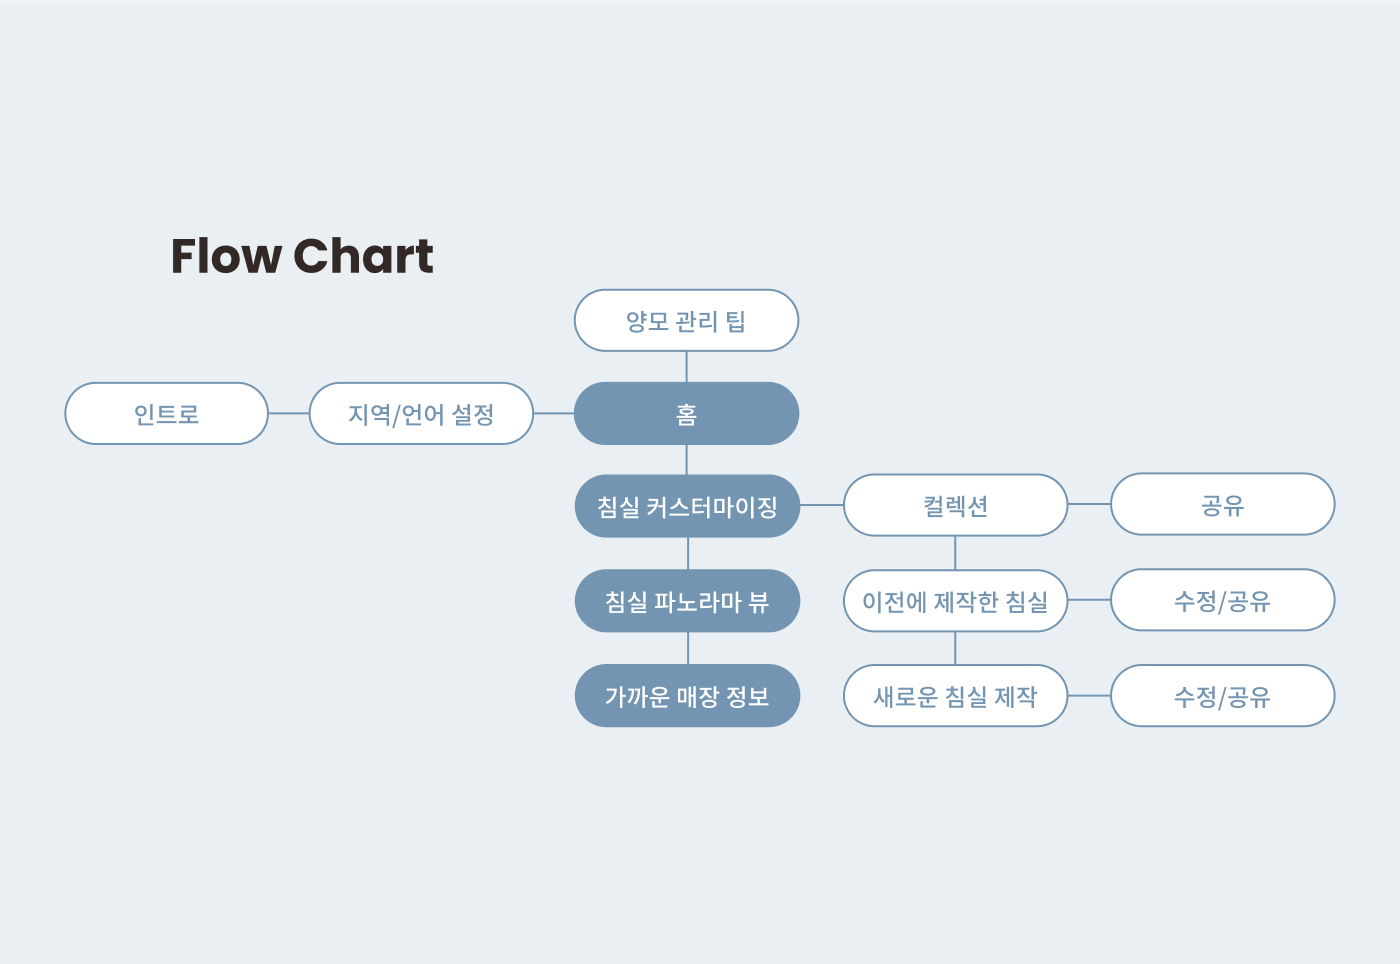 Flow Chart
양모 관리 팁
인트로
지역/언어 설정
홈
침실 커스터마이징
컬렉션
공유
침실 파노라마 뷰
이전에 제작한 침실
수정/공유
가까운 매장 정보
새로운 침실 제작
수정/공유